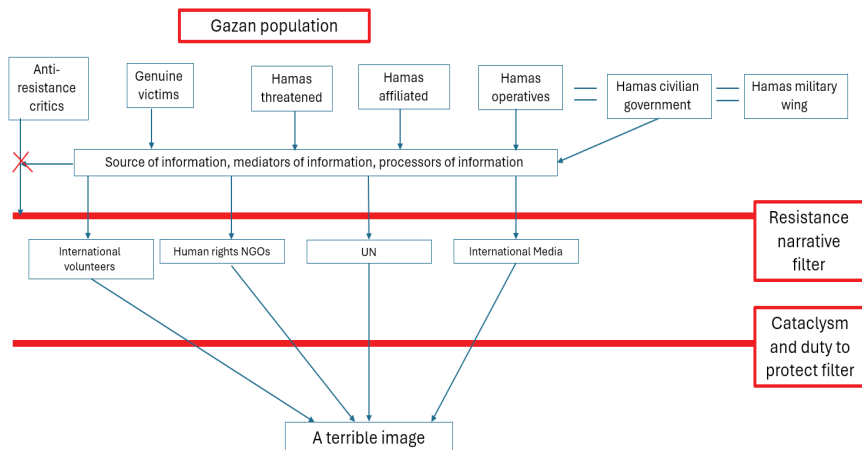 Gazan population
Anti-
resistance
critics
Genuine
victims
Hamas
threatened
Hamas
affiliated
Hamas
operatives
Hamas civilian
government
Hamas military
wing
Source of information, mediators of information, processors of information
Resistance
narrative
filter
International
volunteers
Human rights NGOs
UN
International Media
Cataclysm
and duty to
protect filter
A terrible image